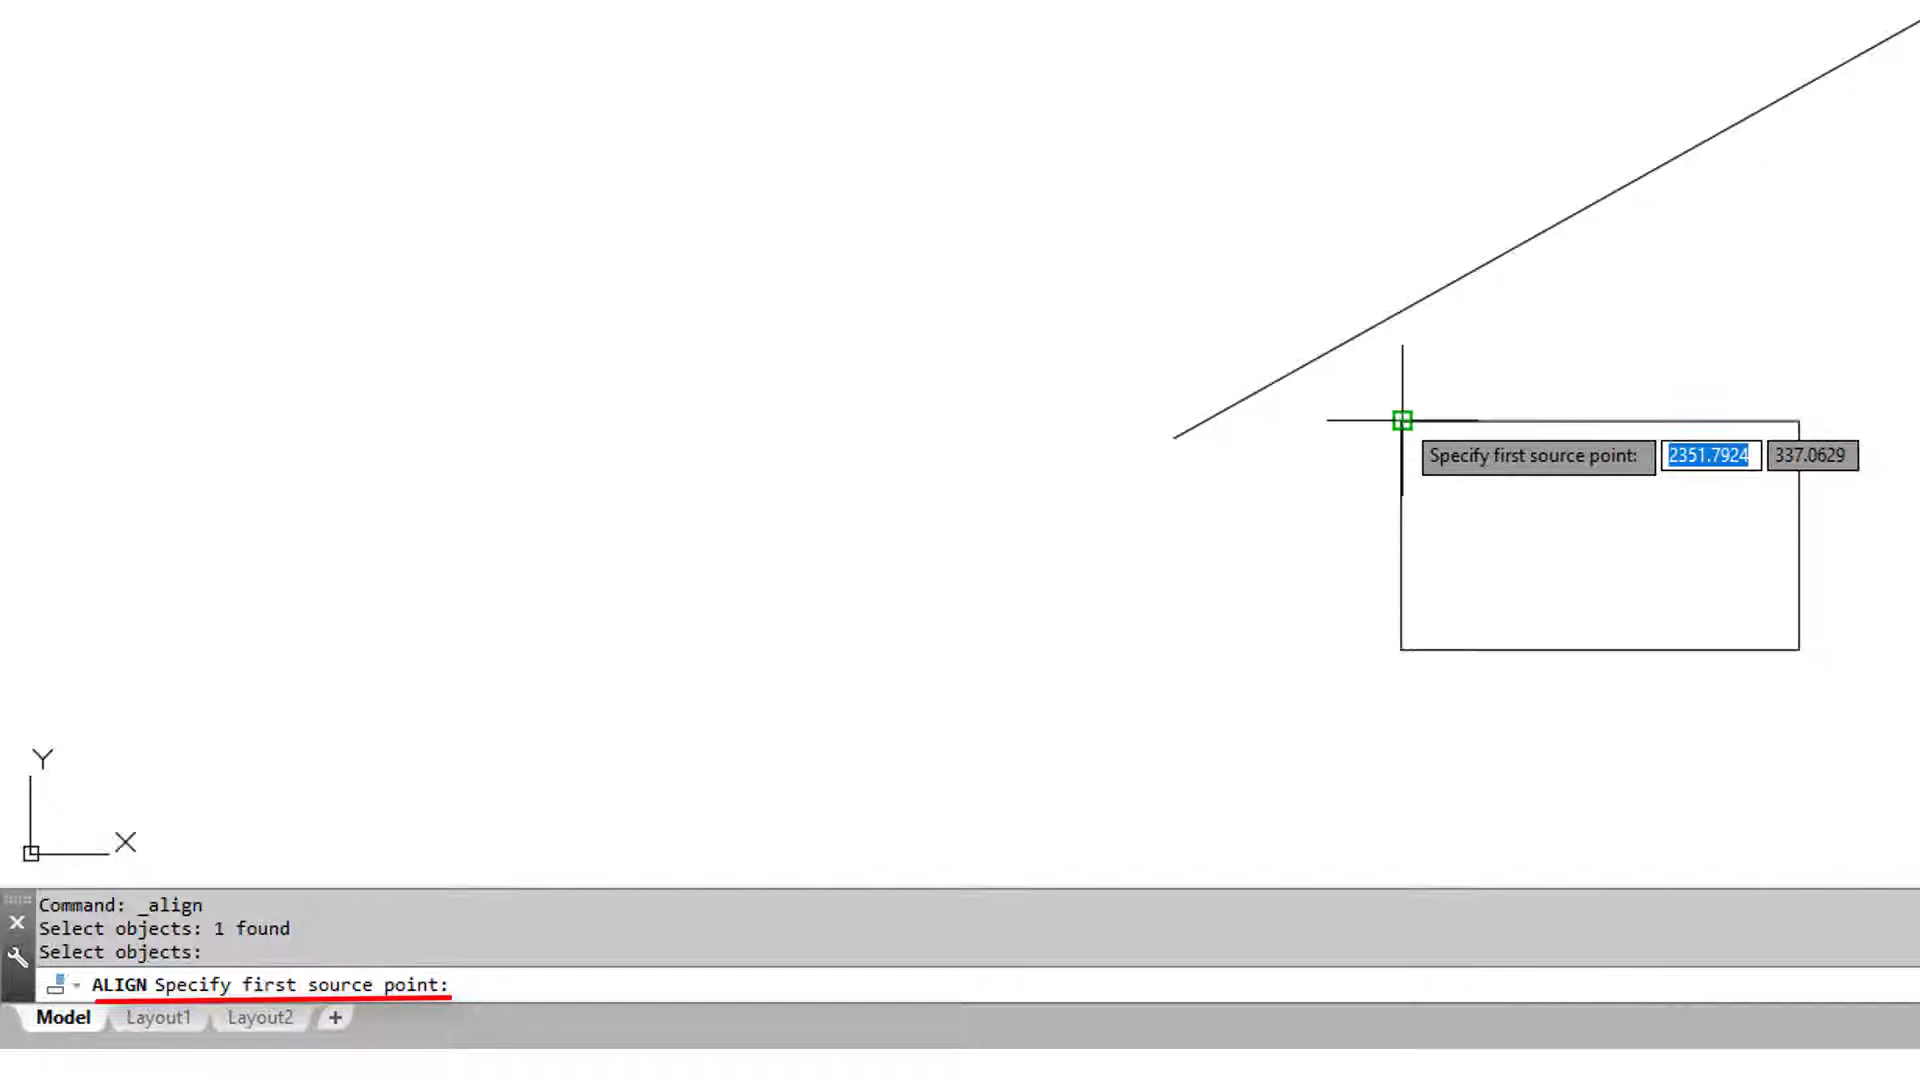 Specify first source point: 2351.7924 337.0629
Y
X
Command: _align
Select objects: 1 found
Select objects:
ALIGN Specify first source point:
Model Layout1 Layout2 +